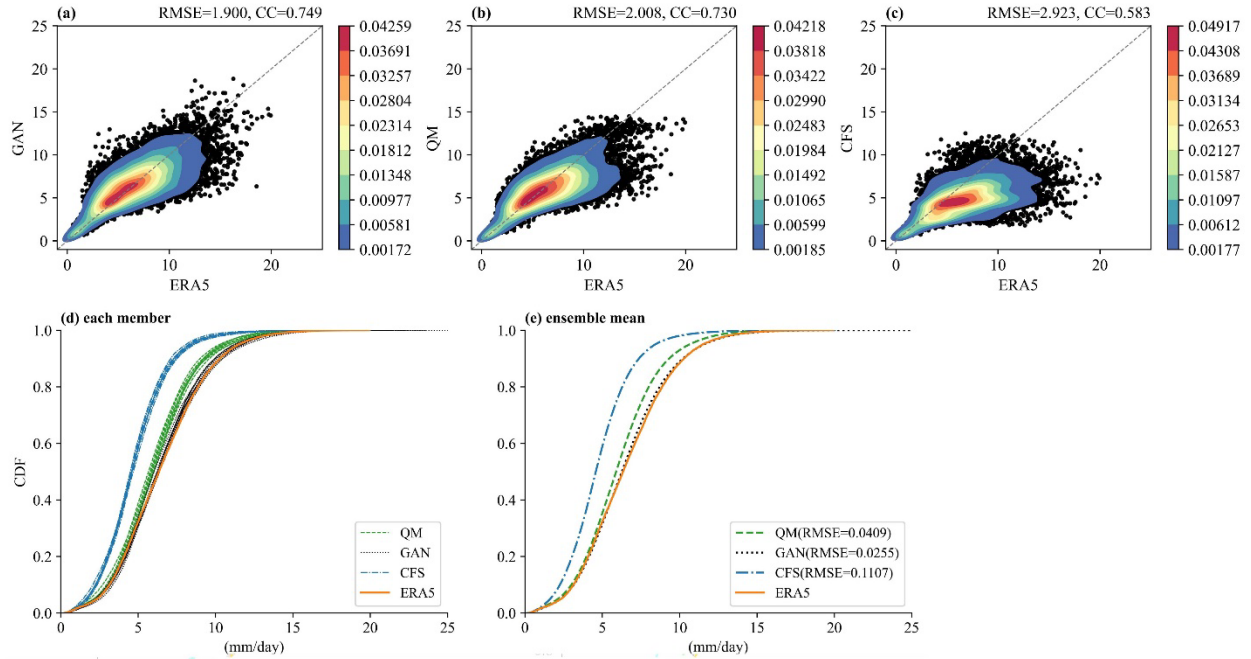 (a) RMSE=1.900, CC=0.749
25
20
15
10
5
0
GAN
0 10 20
ERA5
0.04259
0.03691
0.03257
0.02804
0.02314
0.01812
0.01348
0.00977
0.00581
0.00172
(b) RMSE=2.008, CC=0.730
25
20
15
10
5
0
QM
0 10 20
ERA5
0.04218
0.03818
0.03422
0.02990
0.02483
0.01984
0.01492
0.01065
0.00599
0.00185
(c) RMSE=2.923, CC=0.583
25
20
15
10
5
0
CFS
0 10 20
ERA5
0.04917
0.04308
0.03689
0.03134
0.02653
0.02127
0.01587
0.01097
0.00612
0.00177
(d) each member
1.0
0.8
0.6
0.4
0.2
0.0
CDF
QM
GAN
CFS
ERA5
0 5 10 15 20 25
(mm/day)
(e) ensemble mean
1.0
0.8
0.6
0.4
0.2
0.0
QM(RMSE=0.0409)
GAN(RMSE=0.0255)
CFS(RMSE=0.1107)
ERA5
0 5 10 15 20 25
(mm/day)